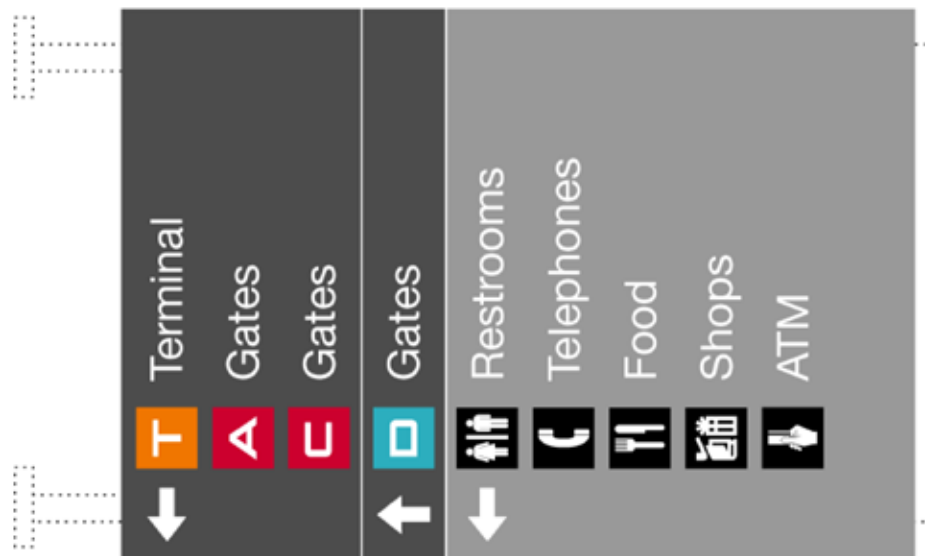 T Terminal
A Gates
C Gates
D Gates
Restrooms
Telephones
Food
Shops
ATM